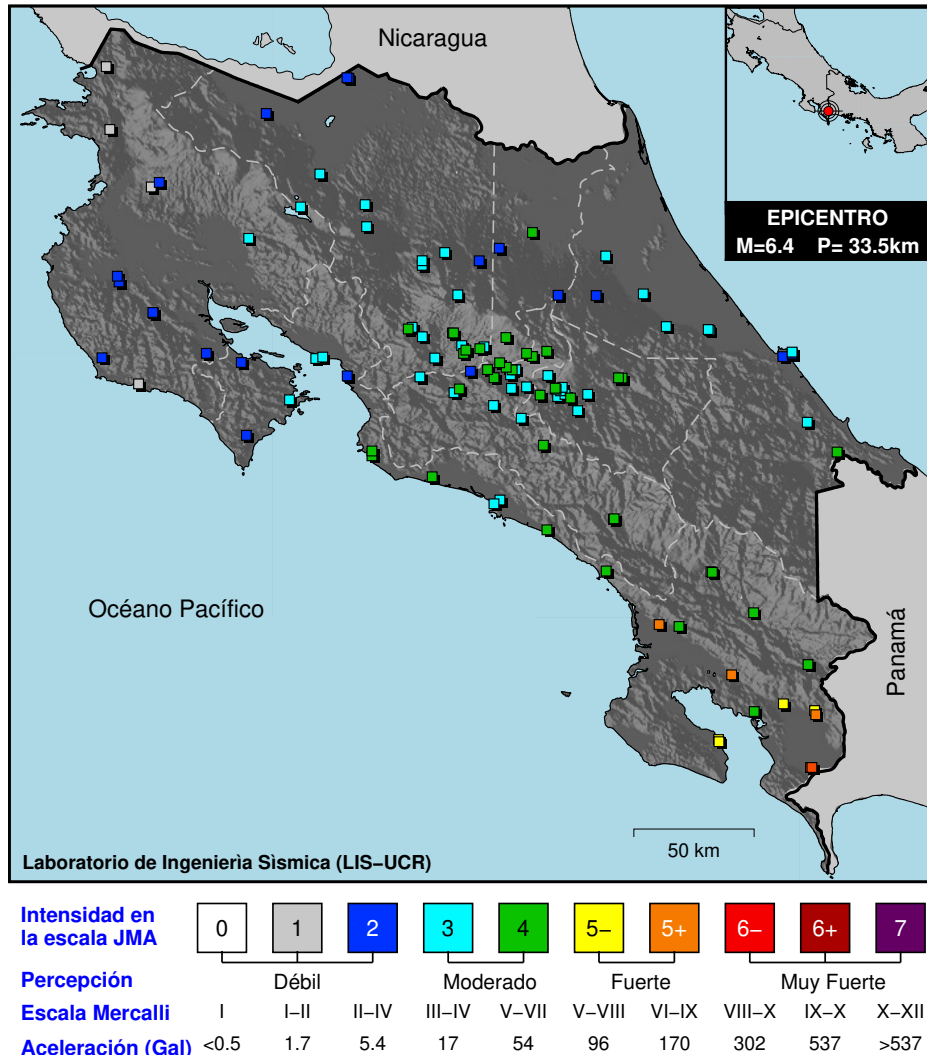 Nicaragua
EPICENTRO
M=6.4 P= 33.5km
Océano Pacífico
Panamá
50 km
Laboratorio de Ingenierìa Sìsmica (LIS−UCR)
Intensidad en
la escala JMA
0 1 2 3 4 5− 5+ 6− 6+ 7
Percepción Débil Moderado Fuerte Muy Fuerte
Escala Mercalli I I−II II−IV III−IV V−VII V−VIII VI−IX VIII−X IX−X X−XII
Aceleración (Gal) <0.5 1.7 5.4 17 54 96 170 302 537 >537